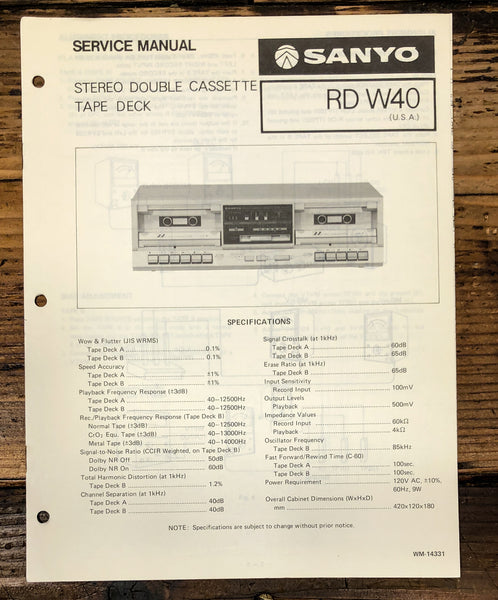 SERVICE MANUAL
SANYO
STEREO DOUBLE CASSETTE
TAPE DECK
RD W40
(U.S.A.)
SANYO
SPECIFICATIONS
Wow & Flutter (JIS WRMS)
Tape Deck A 0.1%
Tape Deck B 0.1%
Speed Accuracy
Tape Deck A ±1%
Tape Deck B ±1%
Playback Frequency Response (±3dB)
Tape Deck A 40-12500Hz
Tape Deck B 40-12500Hz
Rec./Playback Frequency Response (Tape Deck B)
Normal Tape (±3dB) 40-12500Hz
CrO₂ Equ. Tape (±3dB) 40-13000Hz
Metal Tape (±3dB) 40-14000Hz
Signal-to-Noise Ratio (CCIR Weighted, on Tape Deck B)
Dolby NR Off 50dB
Dolby NR On 60dB
Total Harmonic Distortion (at 1kHz)
Tape Deck B 1.2%
Channel Separation (at 1kHz)
Tape Deck A 40dB
Tape Deck B 40dB
Signal Crosstalk (at 1kHz)
Tape Deck A 60dB
Tape Deck B 65dB
Erase Ratio (at 1kHz)
Tape Deck B 65dB
Input Sensitivity
Record Input 100mV
Output Levels
Playback 500mV
Impedance Values
Record Input 60kΩ
Playback 4kΩ
Oscillator Frequency
Tape Deck B 85kHz
Fast Forward/Rewind Time (C-60)
Tape Deck A 100sec.
Tape Deck B 100sec.
Power Requirement 120V AC, ±10%,
60Hz, 9W
Overall Cabinet Dimensions (WxHxD)
mm 420x120x180
NOTE: Specifications are subject to change without prior notice.
WM-14331